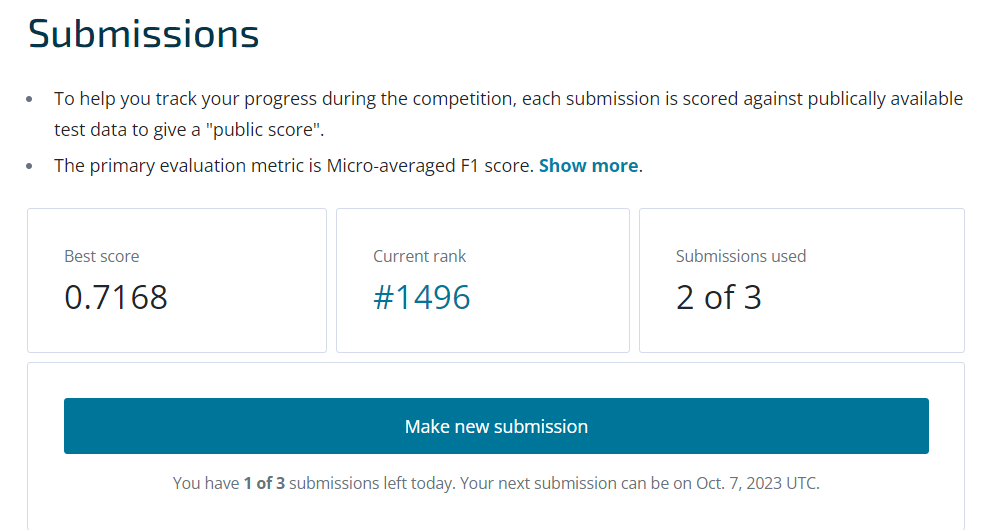 Submissions
To help you track your progress during the competition, each submission is scored against publically available
test data to give a "public score".
The primary evaluation metric is Micro-averaged F1 score. Show more.
Best score
0.7168
Current rank
#1496
Submissions used
2 of 3
Make new submission
You have 1 of 3 submissions left today. Your next submission can be on Oct. 7, 2023 UTC.